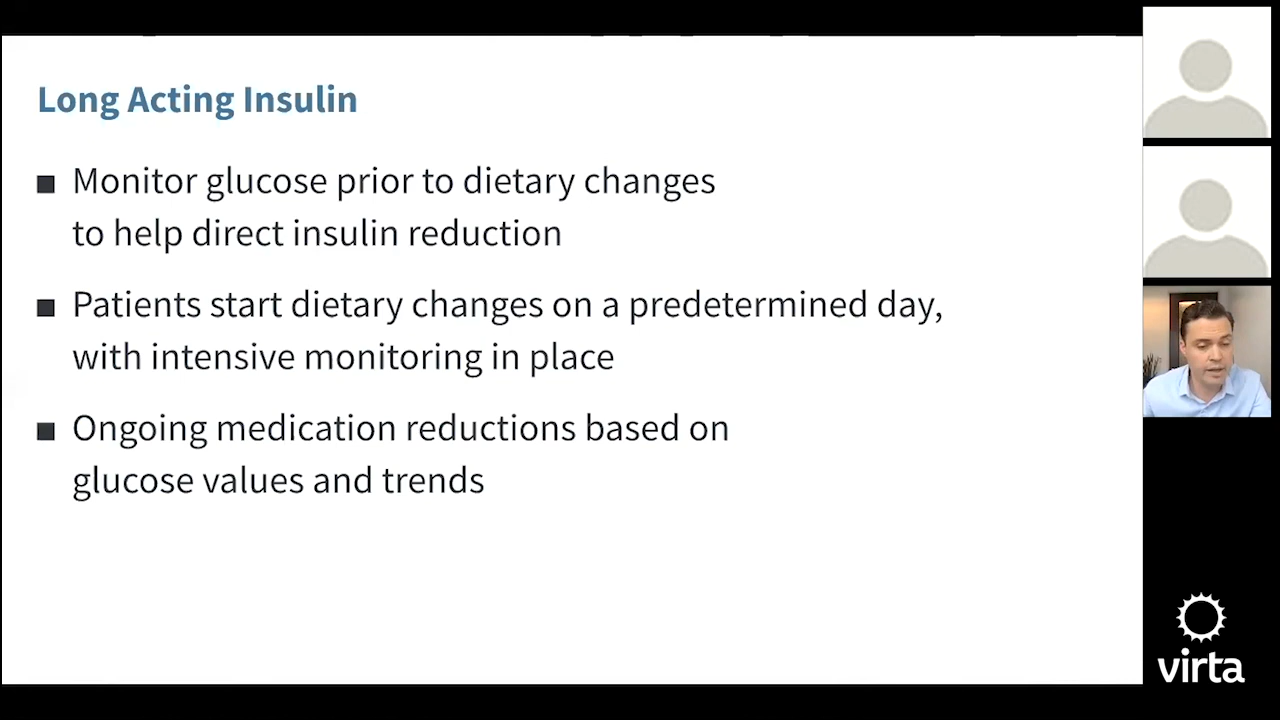 Long Acting Insulin
Monitor glucose prior to dietary changes
to help direct insulin reduction
Patients start dietary changes on a predetermined day,
with intensive monitoring in place
Ongoing medication reductions based on
glucose values and trends
virta